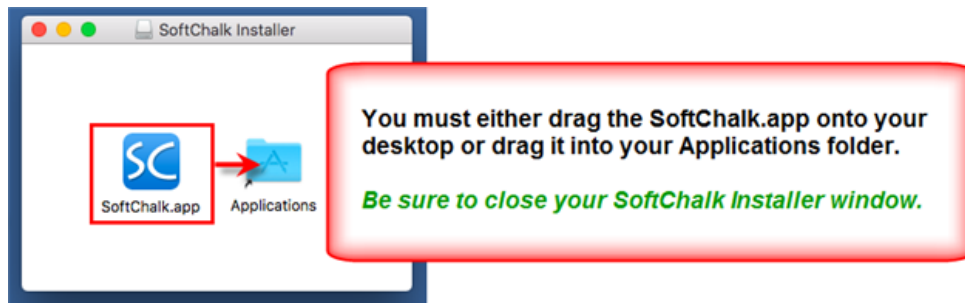 SoftChalk Installer
You must either drag the SoftChalk.app onto your
desktop or drag it into your Applications folder.
Be sure to close your SoftChalk Installer window.
SC
SoftChalk.app
Applications